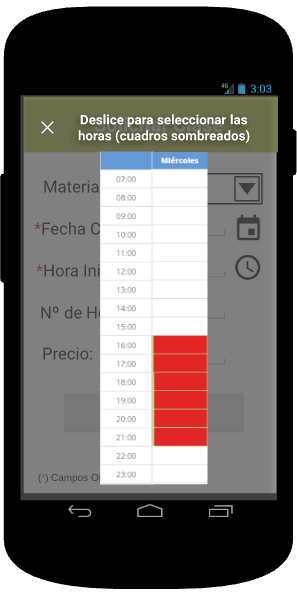 4G 3:03
Deslice para seleccionar las
horas (cuadros sombreados)
Miércoles
07:00
08:00
09:00
10:00
11:00
12:00
13:00
14:00
15:00
16:00
17:00
18:00
19:00
20:00
21:00
22:00
23:00
Materia
*Fecha C
*Hora Ini
Nº de H
Precio:
(*) Campos O